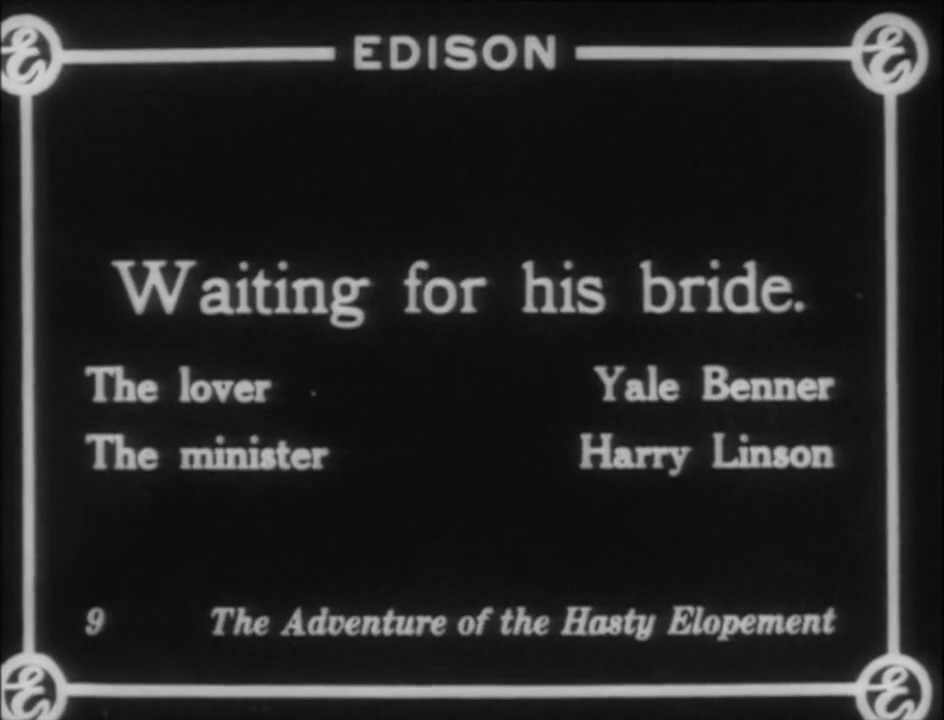 EDISON
Waiting for his bride.
The lover Yale Benner
The minister Harry Linson
9 The Adventure of the Hasty Elopement